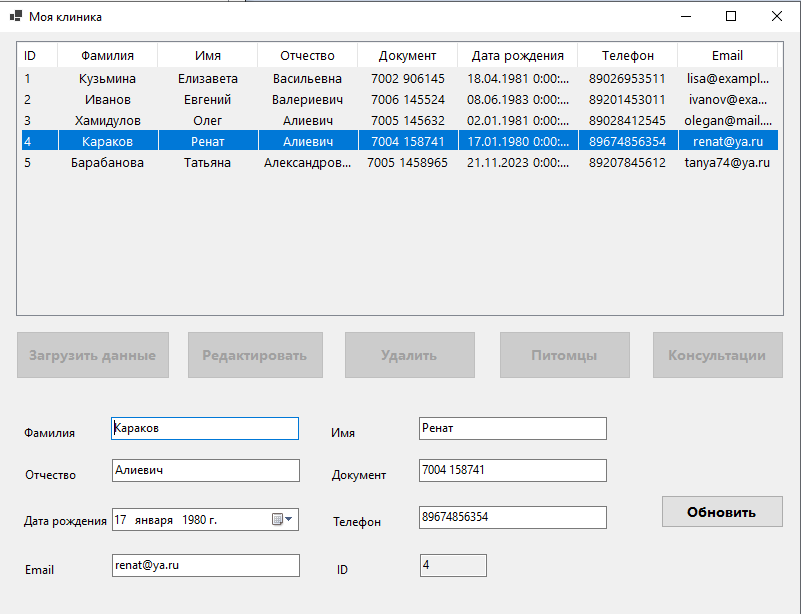 Моя клиника
ID Фамилия Имя Отчество Документ Дата рождения Телефон Email
1 Кузьмина Елизавета Васильевна 7002 906145 18.04.1981 0:00:... 89026953511 lisa@exampl...
2 Иванов Евгений Валериевич 7006 145524 08.06.1983 0:00:... 89201453011 ivanov@exa...
3 Хамидулов Олег Алиевич 7005 145632 02.01.1981 0:00:... 89028412545 olegan@mail....
4 Караков Ренат Алиевич 7004 158741 17.01.1980 0:00:... 89674856354 renat@ya.ru
5 Барабанова Татьяна Александров... 7005 1458965 21.11.2023 0:00:... 89207845612 tanya74@ya.ru
Загрузить данные Редактировать Удалить Питомцы Консультации
Фамилия Караков Имя Ренат
Отчество Алиевич Документ 7004 158741
Дата рождения 17 января 1980 г. Телефон 89674856354
Обновить
Email renat@ya.ru ID 4